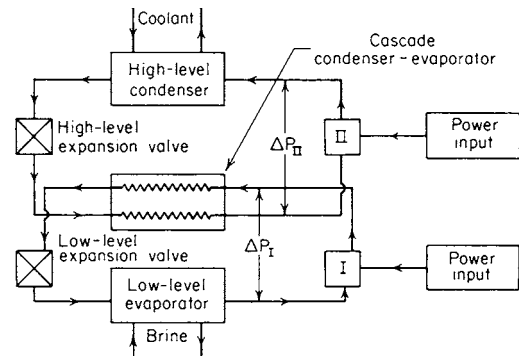 Coolant
Cascade
condenser-evaporator
High-level
condenser
High-level
expansion valve
ΔP_II
II
Power
input
Low-level
expansion valve
ΔP_I
I
Power
input
Low-level
evaporator
Brine